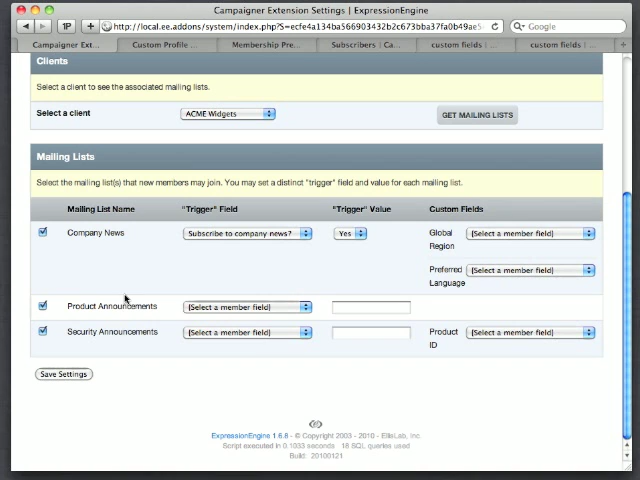 Campaigner Extension Settings | ExpressionEngine
1P
http://local.ee.addons/system/index.php?S=ecfe4a134ba566903432b2c673bba37fa0b49ae5
Google
Campaigner Ext... Custom Profile ... Membership Pre... Subscribers | Ca... custom fields | ... custom fields | ...
Clients
Select a client to see the associated mailing lists.
Select a client ACME Widgets GET MAILING LISTS
Mailing Lists
Select the mailing list(s) that new members may join. You may set a distinct "trigger" field and value for each mailing list.
Mailing List Name "Trigger" Field "Trigger" Value Custom Fields
Company News Subscribe to company news? Yes Global Region [Select a member field]
Preferred Language [Select a member field]
Product Announcements [Select a member field]
Security Announcements [Select a member field] Product ID [Select a member field]
Save Settings
ExpressionEngine 1.6.8 - © Copyright 2003 - 2010 - EllisLab, Inc.
Script executed in 0.1033 seconds 18 SQL queries used
Build: 20100121